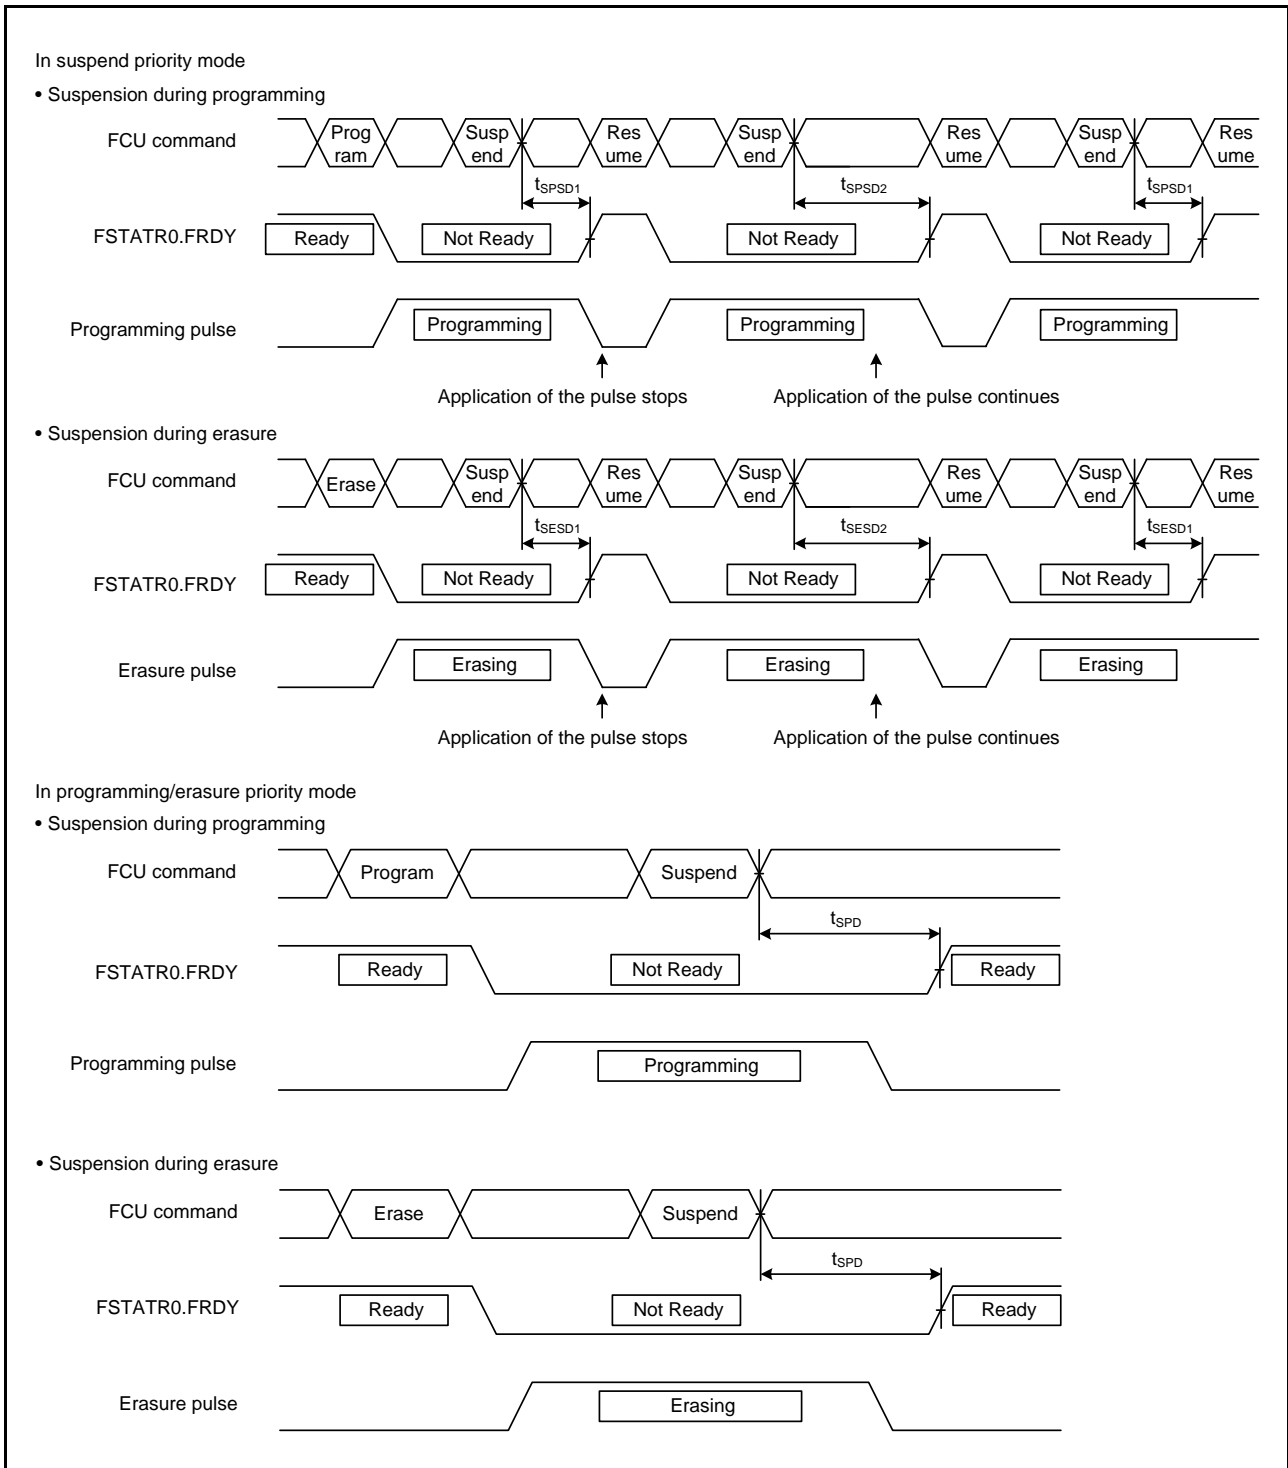 In suspend priority mode
• Suspension during programming
FCU command
Prog
ram
Susp
end
Res
ume
Susp
end
Res
ume
Susp
end
Res
ume
tSPSD1
tSPSD2
tSPSD1
FSTATR0.FRDY
Ready
Not Ready
Not Ready
Not Ready
Programming pulse
Programming
Programming
Programming
Application of the pulse stops
Application of the pulse continues
• Suspension during erasure
FCU command
Erase
Susp
end
Res
ume
Susp
end
Res
ume
Susp
end
Res
ume
tSESD1
tSESD2
tSESD1
FSTATR0.FRDY
Ready
Not Ready
Not Ready
Not Ready
Erasure pulse
Erasing
Erasing
Erasing
Application of the pulse stops
Application of the pulse continues
In programming/erasure priority mode
• Suspension during programming
FCU command
Program
Suspend
tSPD
FSTATR0.FRDY
Ready
Not Ready
Ready
Programming pulse
Programming
• Suspension during erasure
FCU command
Erase
Suspend
tSPD
FSTATR0.FRDY
Ready
Not Ready
Ready
Erasure pulse
Erasing